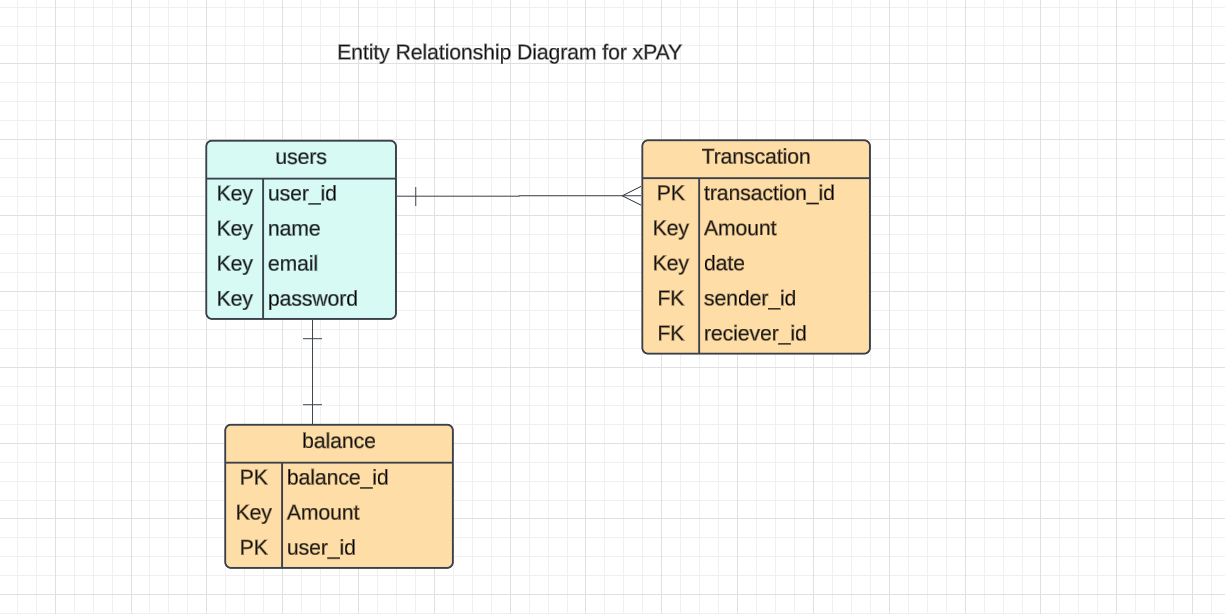 Entity Relationship Diagram for xPAY
users
Key user_id
Key name
Key email
Key password
Transcation
PK transaction_id
Key Amount
Key date
FK sender_id
FK reciever_id
balance
PK balance_id
Key Amount
PK user_id